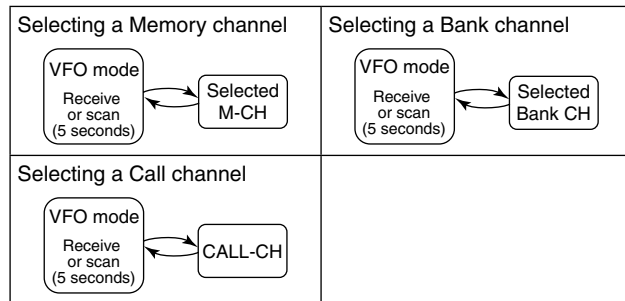 Selecting a Memory channel
VFO mode
Receive
or scan
(5 seconds)
Selected
M-CH
Selecting a Bank channel
VFO mode
Receive
or scan
(5 seconds)
Selected
Bank CH
Selecting a Call channel
VFO mode
Receive
or scan
(5 seconds)
CALL-CH